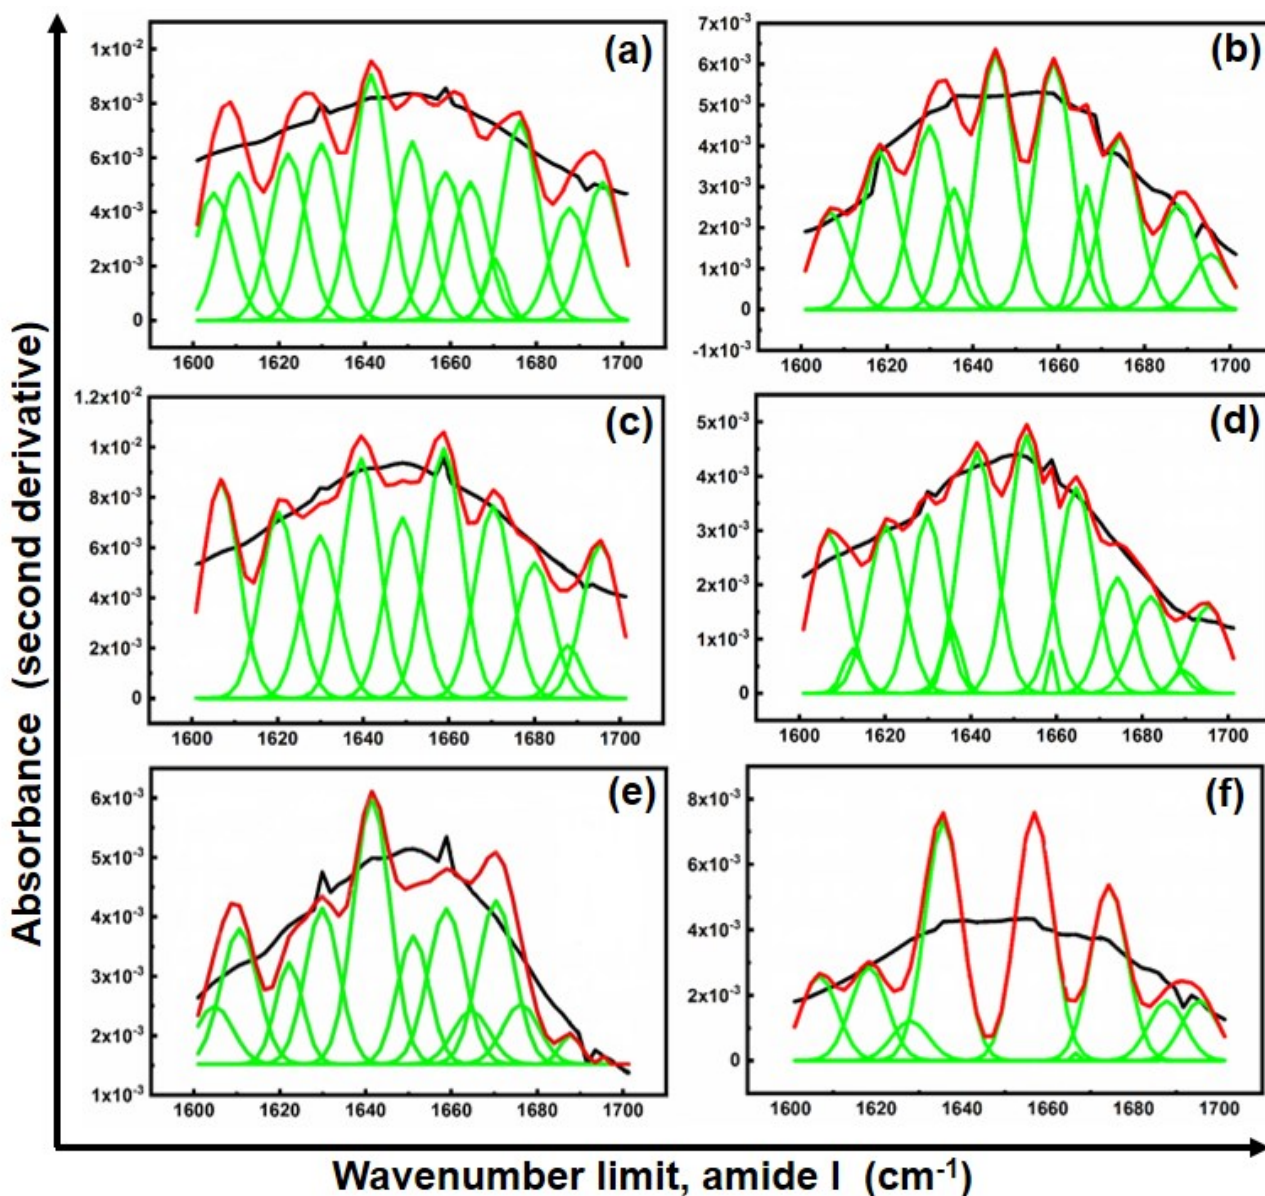 Absorbance (second derivative)
(a)
1x10⁻²
8x10⁻³
6x10⁻³
4x10⁻³
2x10⁻³
0
1600 1620 1640 1660 1680 1700
(b)
7x10⁻³
6x10⁻³
5x10⁻³
4x10⁻³
3x10⁻³
2x10⁻³
1x10⁻³
0
-1x10⁻³
1600 1620 1640 1660 1680 1700
(c)
1.2x10⁻²
1x10⁻²
8x10⁻³
6x10⁻³
4x10⁻³
2x10⁻³
0
1600 1620 1640 1660 1680 1700
(d)
5x10⁻³
4x10⁻³
3x10⁻³
2x10⁻³
1x10⁻³
0
1600 1620 1640 1660 1680 1700
(e)
6x10⁻³
5x10⁻³
4x10⁻³
3x10⁻³
2x10⁻³
1x10⁻³
1600 1620 1640 1660 1680 1700
(f)
8x10⁻³
6x10⁻³
4x10⁻³
2x10⁻³
0
1600 1620 1640 1660 1680 1700
Wavenumber limit, amide I (cm⁻¹)